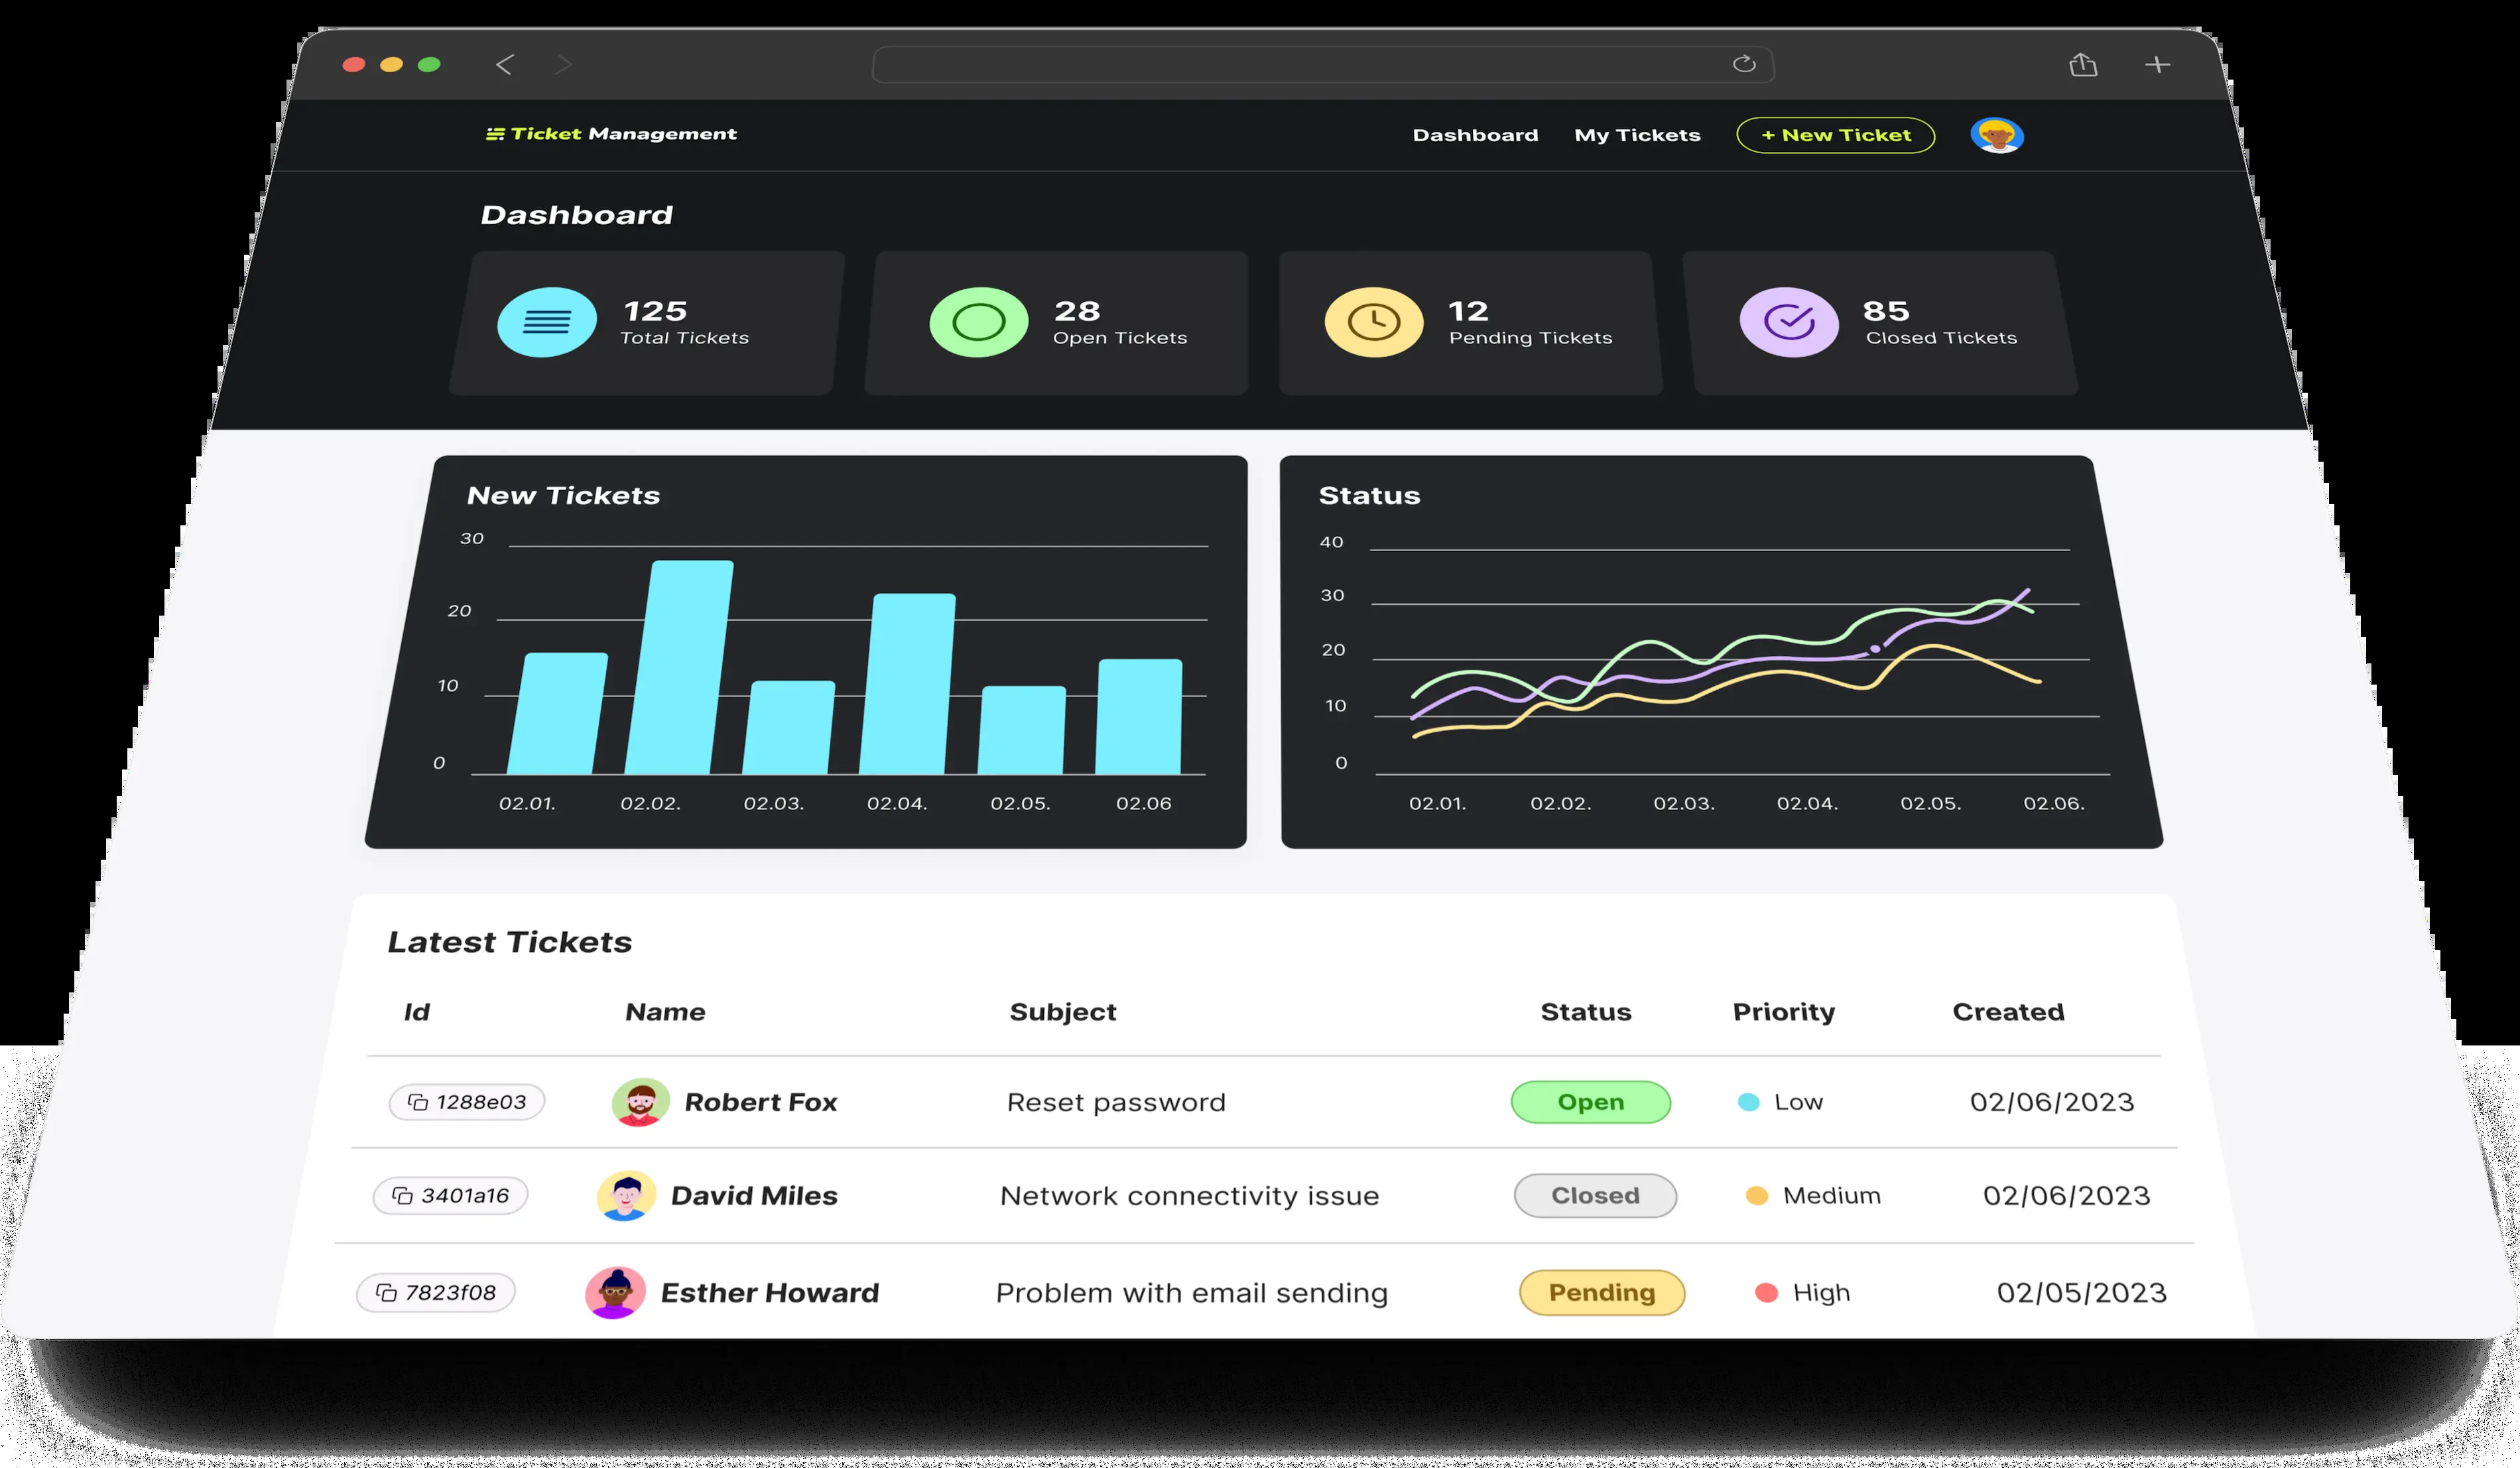 Ticket Management
Dashboard My Tickets + New Ticket
Dashboard
125
Total Tickets
28
Open Tickets
12
Pending Tickets
85
Closed Tickets
New Tickets
30
20
10
0
02.01. 02.02. 02.03. 02.04. 02.05. 02.06
Status
40
30
20
10
0
02.01. 02.02. 02.03. 02.04. 02.05. 02.06.
Latest Tickets
Id Name Subject Status Priority Created
1288e03 Robert Fox Reset password Open Low 02/06/2023
3401a16 David Miles Network connectivity issue Closed Medium 02/06/2023
7823f08 Esther Howard Problem with email sending Pending High 02/05/2023